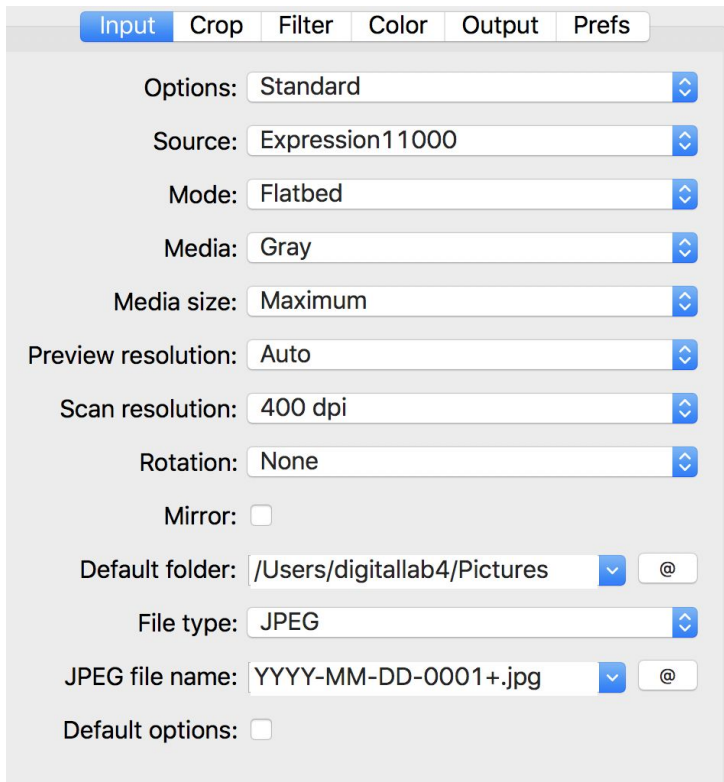 Input Crop Filter Color Output Prefs
Options: Standard
Source: Expression11000
Mode: Flatbed
Media: Gray
Media size: Maximum
Preview resolution: Auto
Scan resolution: 400 dpi
Rotation: None
Mirror:
Default folder: /Users/digitallab4/Pictures @
File type: JPEG
JPEG file name: YYYY-MM-DD-0001+.jpg @
Default options: